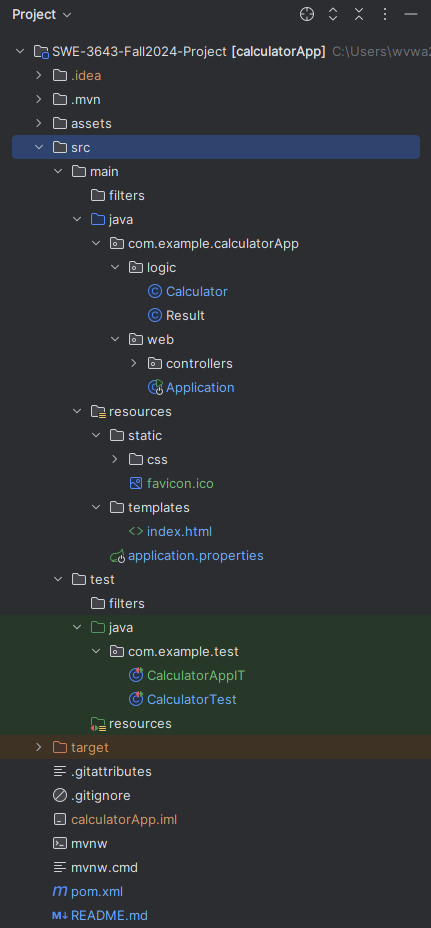 Project
SWE-3643-Fall2024-Project [calculatorApp] C:\Users\wvwa2
.idea
.mvn
assets
src
main
filters
java
com.example.calculatorApp
logic
Calculator
Result
web
controllers
Application
resources
static
css
favicon.ico
templates
index.html
application.properties
test
filters
java
com.example.test
CalculatorAppIT
CalculatorTest
resources
target
.gitattributes
.gitignore
calculatorApp.iml
mvnw
mvnw.cmd
pom.xml
README.md